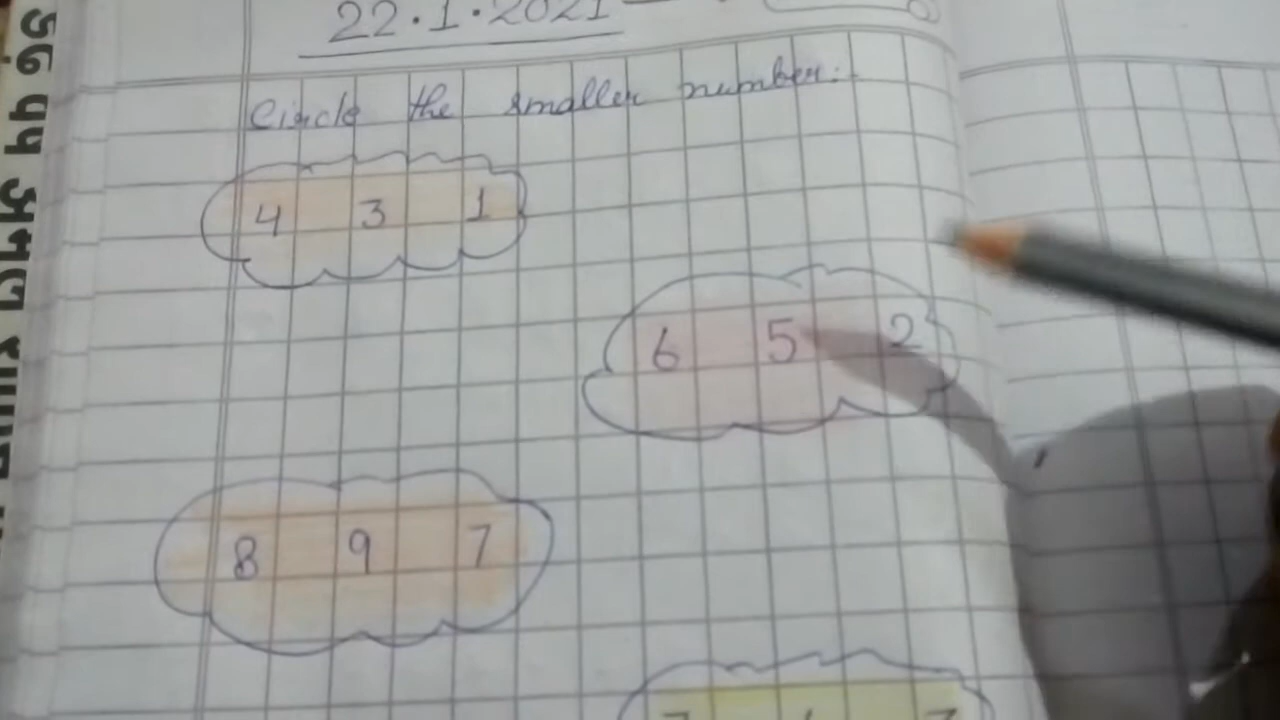 22.1.2021
Circle the smaller number:
4 3 1
6 5 2
8 9 7